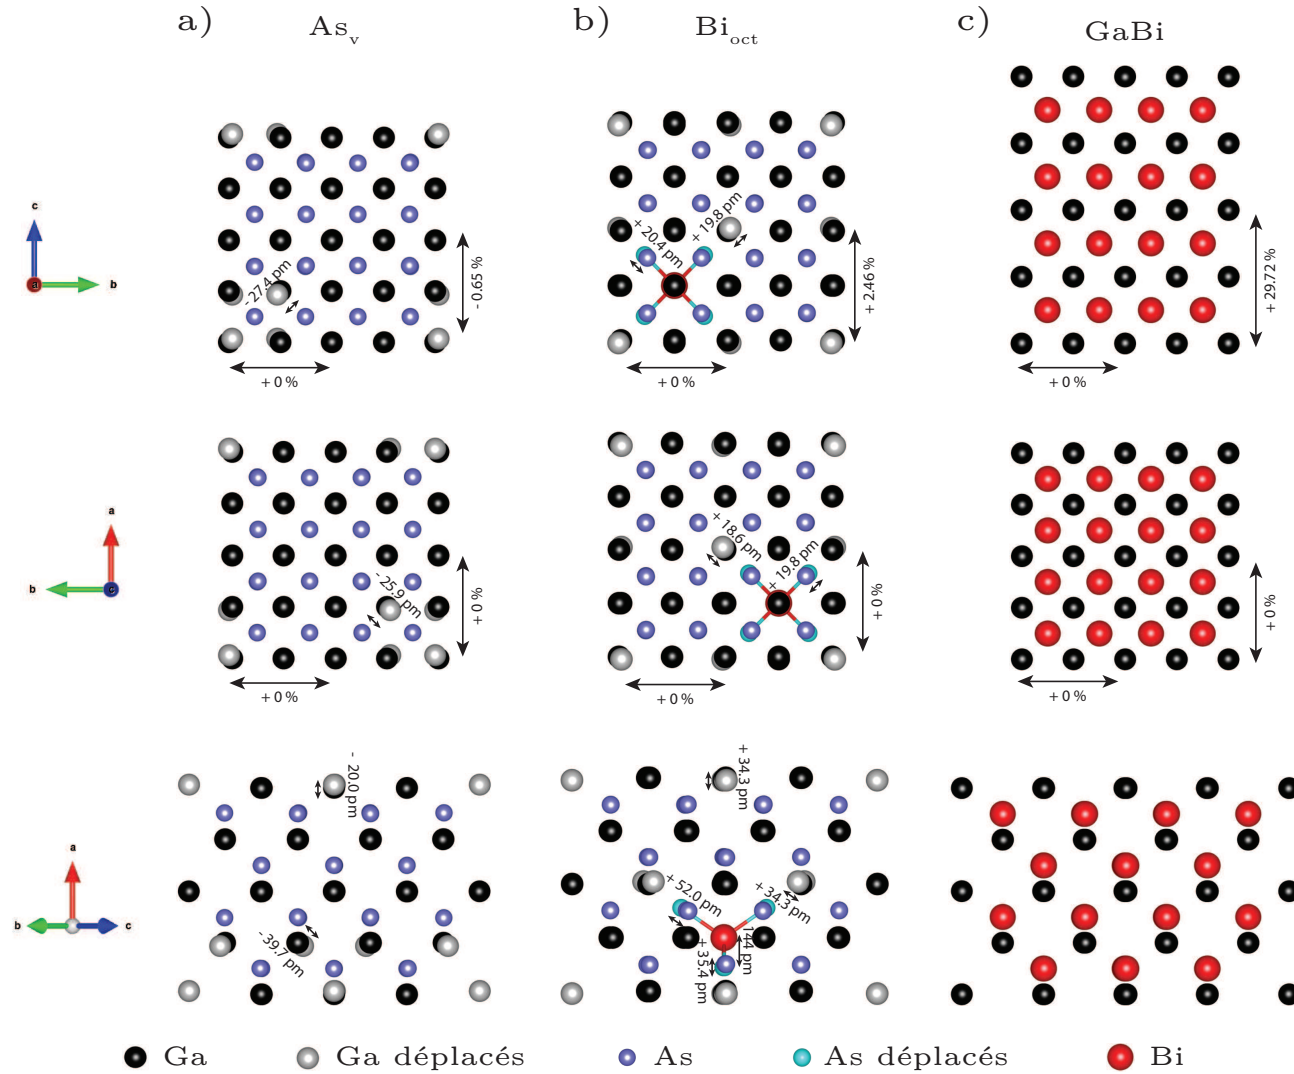 a) As_v
b) Bi_oct
c) GaBi
c
a
b
- 27.4 pm
- 0.65 %
+ 0 %
+ 20.4 pm
+ 19.8 pm
+ 2.46 %
+ 0 %
+ 29.72 %
+ 0 %
a
b
c
- 25.9 pm
+ 0 %
+ 0 %
+ 18.6 pm
+ 19.8 pm
+ 0 %
+ 0 %
+ 0 %
+ 0 %
a
b
c
- 20.0 pm
- 39.7 pm
+ 34.3 pm
+ 52.0 pm
+ 34.3 pm
144 pm
+ 35.4 pm
Ga
Ga déplacés
As
As déplacés
Bi